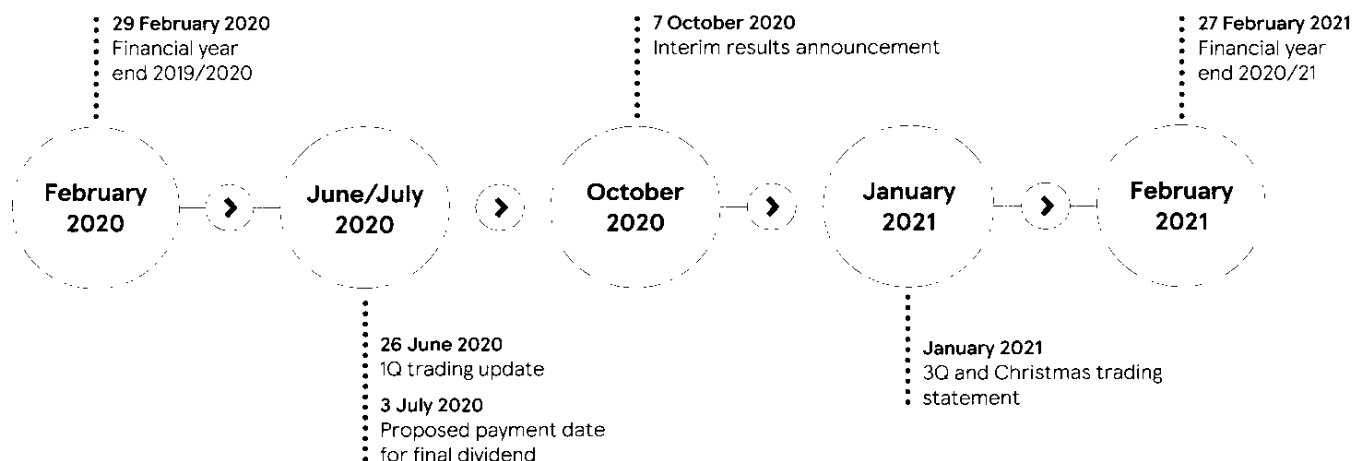 29 February 2020
Financial year
end 2019/2020
7 October 2020
Interim results announcement
27 February 2021
Financial year
end 2020/21
February
2020
June/July
2020
October
2020
January
2021
February
2021
26 June 2020
1Q trading update
3 July 2020
Proposed payment date
for final dividend
January 2021
3Q and Christmas trading
statement